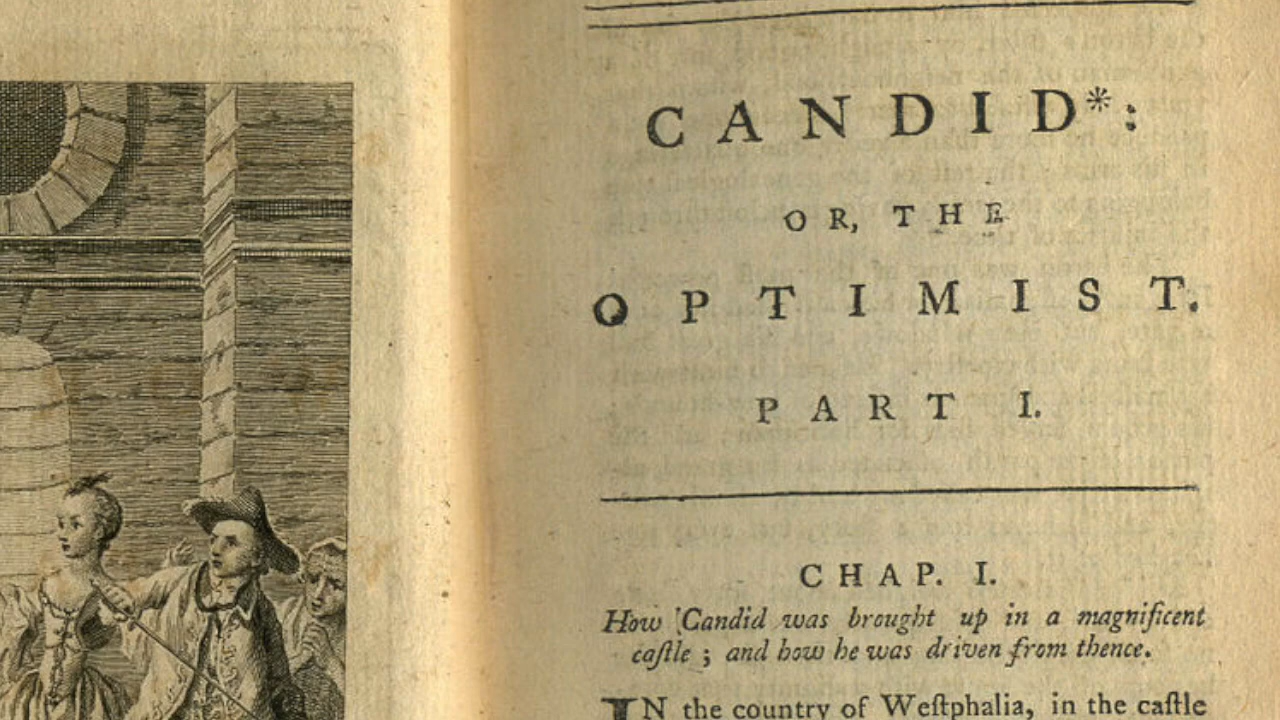 CANDID*:
OR, THE
OPTIMIST.
PART I.
CHAP. I.
How Candid was brought up in a magnificent
caſtle ; and how he was driven from thence.
IN the country of Weſtphalia, in the caſtle